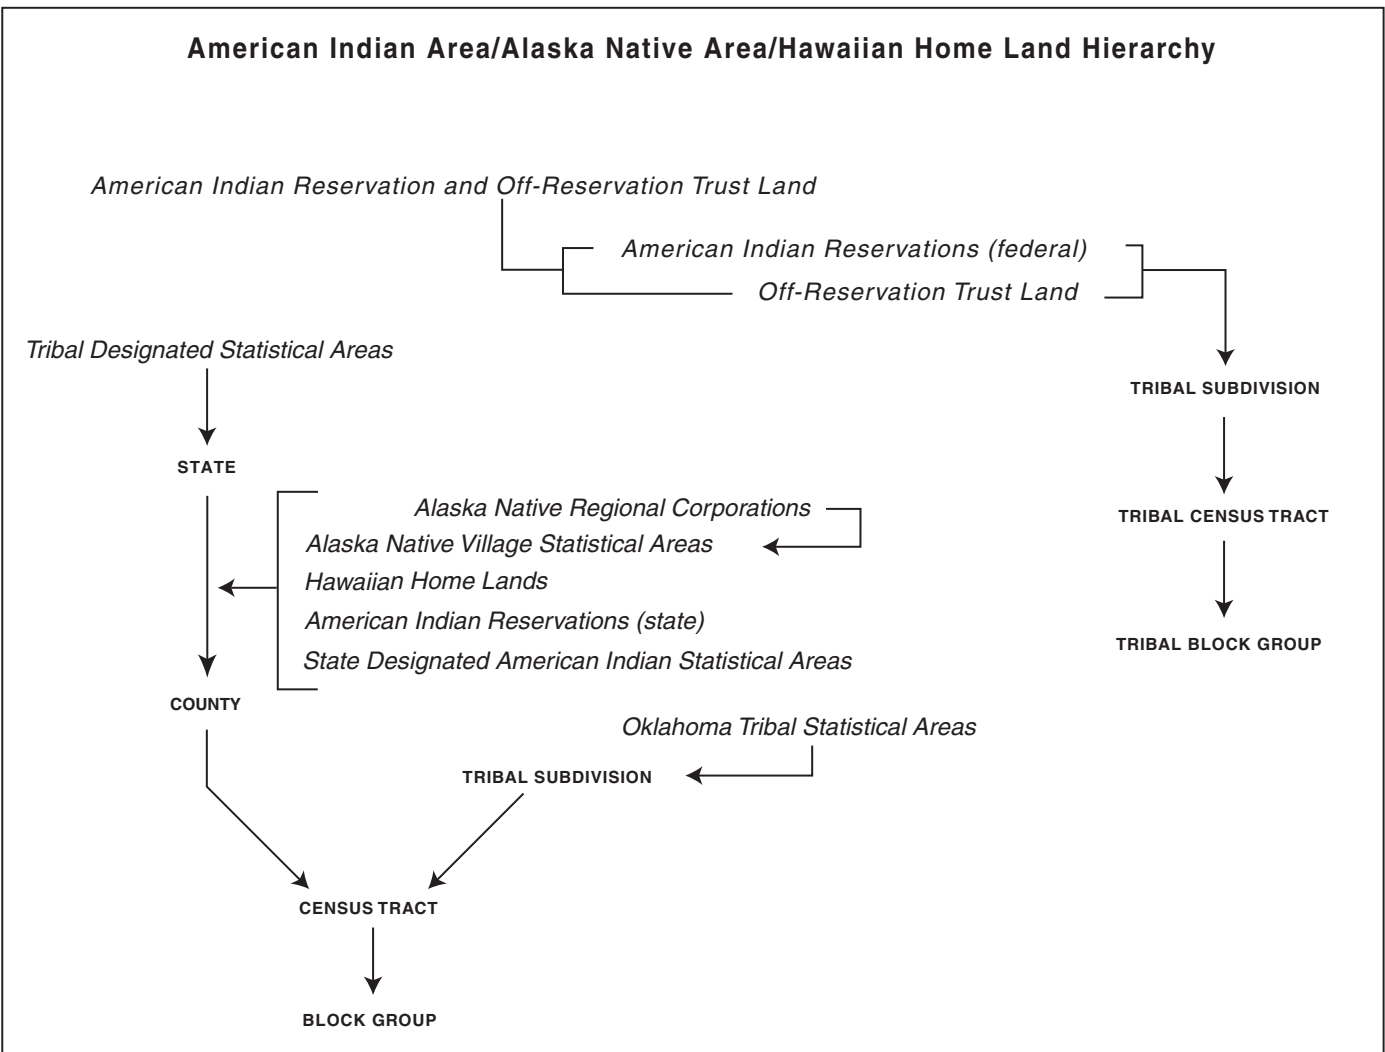 American Indian Area/Alaska Native Area/Hawaiian Home Land Hierarchy
American Indian Reservation and Off-Reservation Trust Land
American Indian Reservations (federal)
Off-Reservation Trust Land
Tribal Designated Statistical Areas
TRIBAL SUBDIVISION
STATE
Alaska Native Regional Corporations
TRIBAL CENSUS TRACT
Alaska Native Village Statistical Areas
Hawaiian Home Lands
American Indian Reservations (state)
TRIBAL BLOCK GROUP
State Designated American Indian Statistical Areas
COUNTY
Oklahoma Tribal Statistical Areas
TRIBAL SUBDIVISION
CENSUS TRACT
BLOCK GROUP